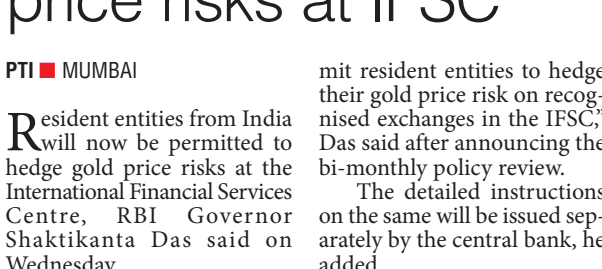 price risks at IFSC
PTI ■ MUMBAI
Resident entities from India
will now be permitted to
hedge gold price risks at the
International Financial Services
Centre, RBI Governor
Shaktikanta Das said on
Wednesday.
mit resident entities to hedge
their gold price risk on recog-
nised exchanges in the IFSC,”
Das said after announcing the
bi-monthly policy review.
The detailed instructions
on the same will be issued sep-
arately by the central bank, he
added.